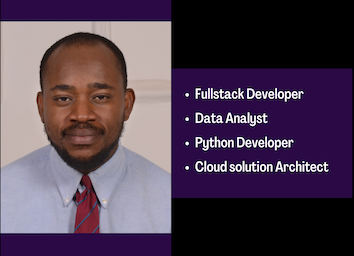 • Fullstack Developer
• Data Analyst
• Python Developer
• Cloud solution Architect